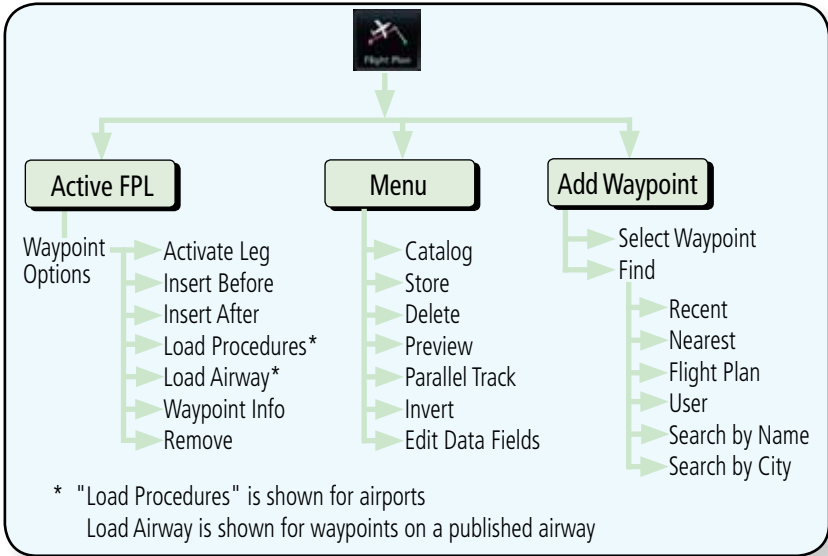 Flight Plan
Active FPL
Menu
Add Waypoint
Waypoint
Options
Activate Leg
Insert Before
Insert After
Load Procedures*
Load Airway*
Waypoint Info
Remove
Catalog
Store
Delete
Preview
Parallel Track
Invert
Edit Data Fields
Select Waypoint
Find
Recent
Nearest
Flight Plan
User
Search by Name
Search by City
* "Load Procedures" is shown for airports
Load Airway is shown for waypoints on a published airway